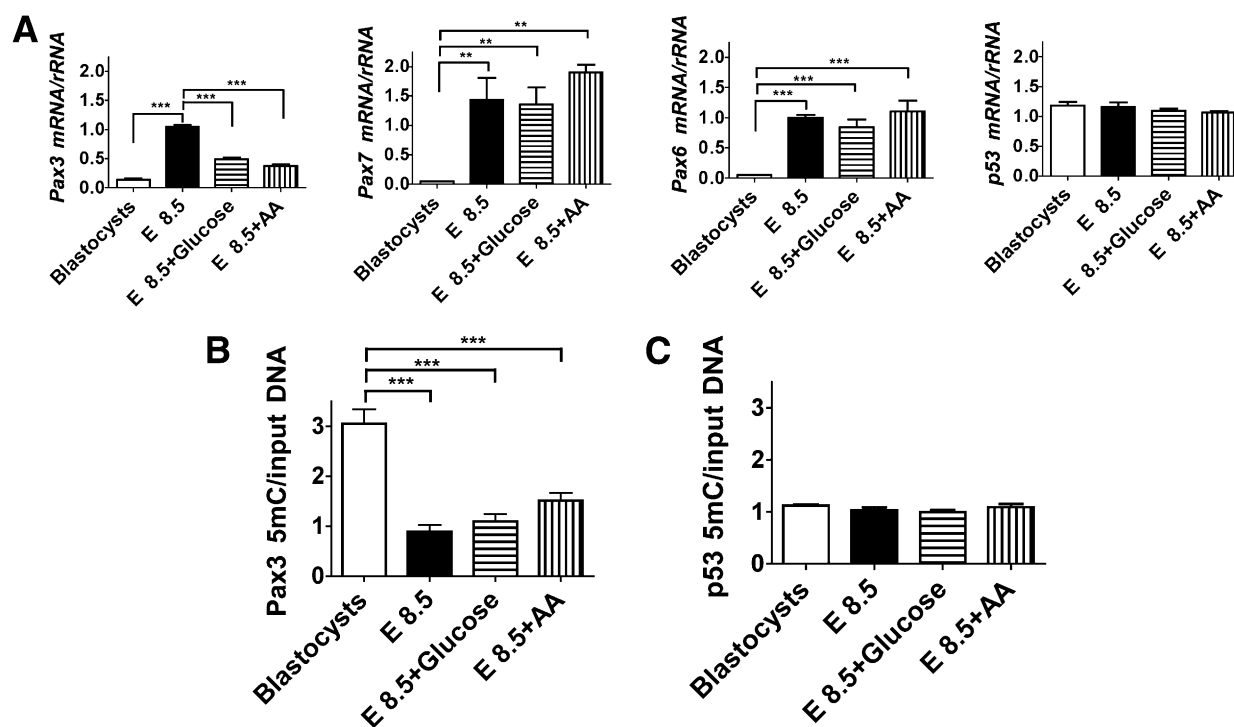 A
Pax3 mRNA/rRNA
2.0
1.5
1.0
0.5
0.0
***
***
***
Blastocysts
E 8.5
E 8.5+Glucose
E 8.5+AA
Pax7 mRNA/rRNA
2.0
1.5
1.0
0.5
0.0
**
**
**
Blastocysts
E 8.5
E 8.5+Glucose
E 8.5+AA
Pax6 mRNA/rRNA
2.0
1.5
1.0
0.5
0.0
***
***
***
Blastocysts
E 8.5
E 8.5+Glucose
E 8.5+AA
p53 mRNA/rRNA
2.0
1.5
1.0
0.5
0.0
Blastocysts
E 8.5
E 8.5+Glucose
E 8.5+AA
B
Pax3 5mC/input DNA
3
2
1
0
***
***
***
Blastocysts
E 8.5
E 8.5+Glucose
E 8.5+AA
C
p53 5mC/input DNA
3
2
1
0
Blastocysts
E 8.5
E 8.5+Glucose
E 8.5+AA